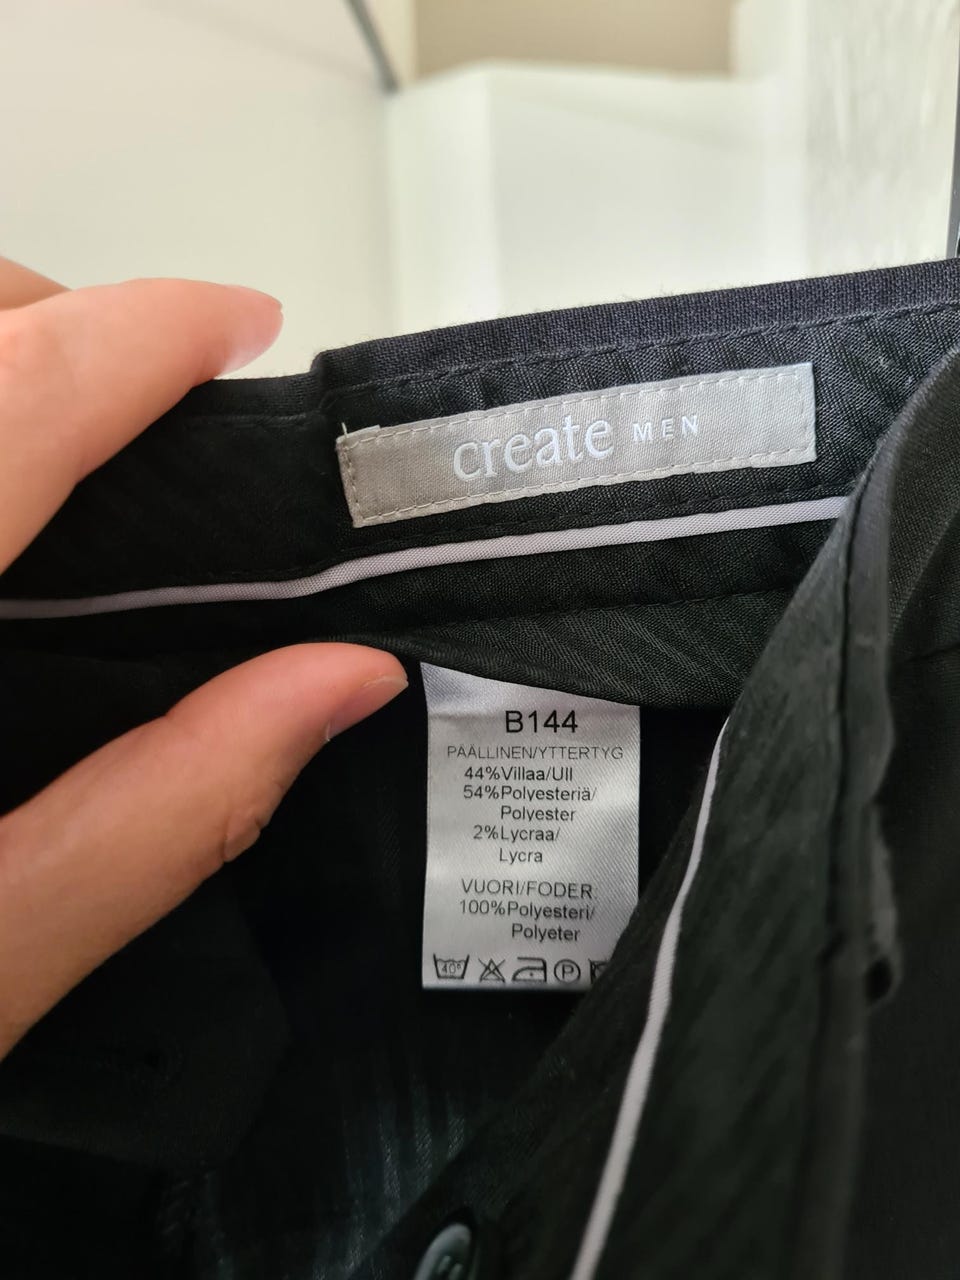 create MEN
B144
PÄÄLLINEN/YTTERTYG
44%Villaa/Ull
54%Polyesteriä/
Polyester
2%Lycraa/
Lycra
VUORI/FODER
100%Polyesteri/
Polyeter
40°
P